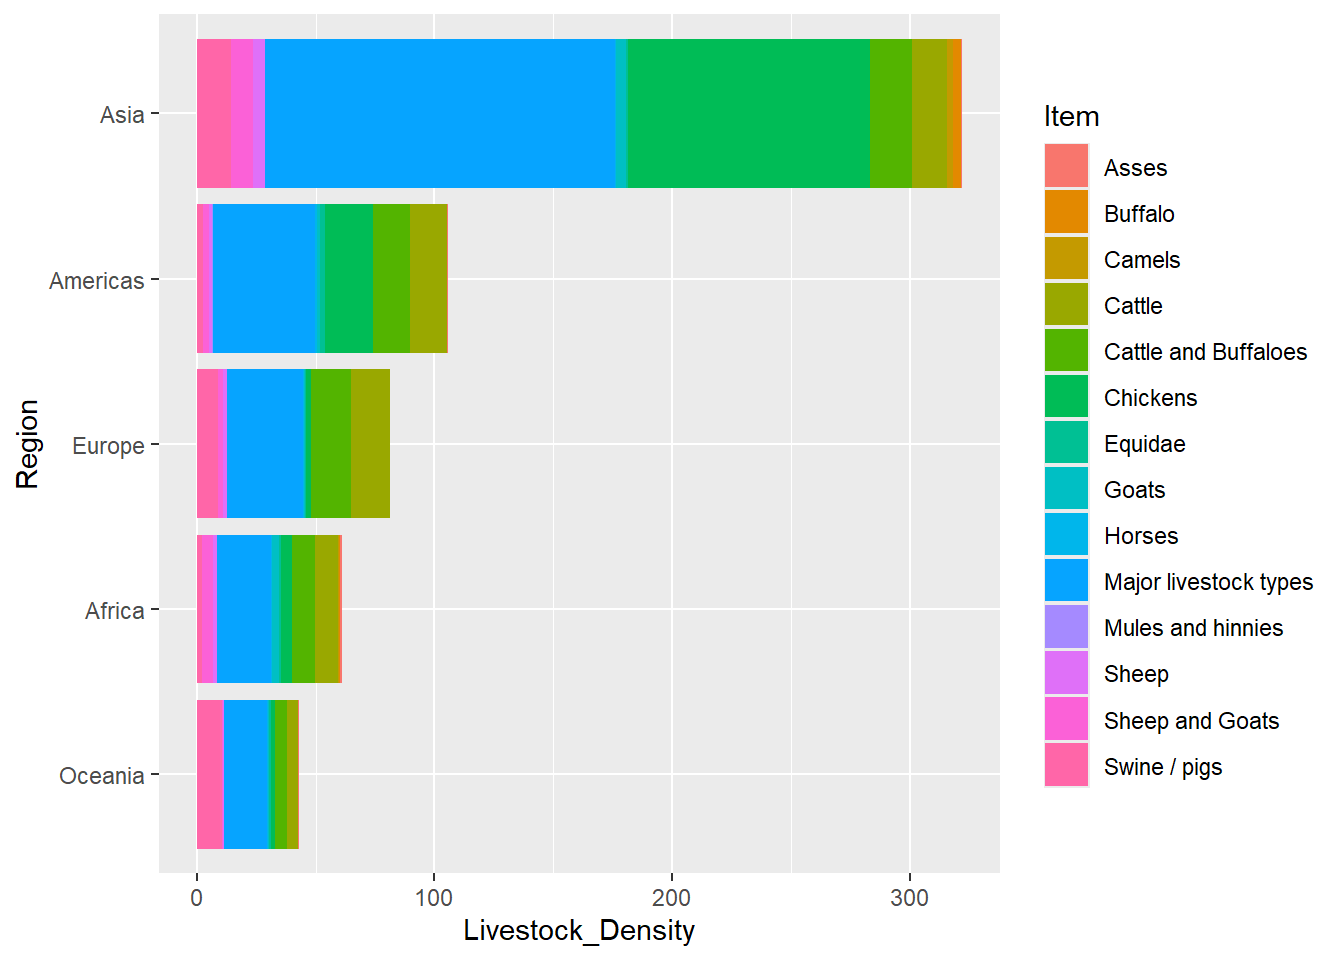 Asia
Americas
Europe
Africa
Oceania
Region
0 100 200 300
Livestock_Density
Item
Asses
Buffalo
Camels
Cattle
Cattle and Buffaloes
Chickens
Equidae
Goats
Horses
Major livestock types
Mules and hinnies
Sheep
Sheep and Goats
Swine / pigs